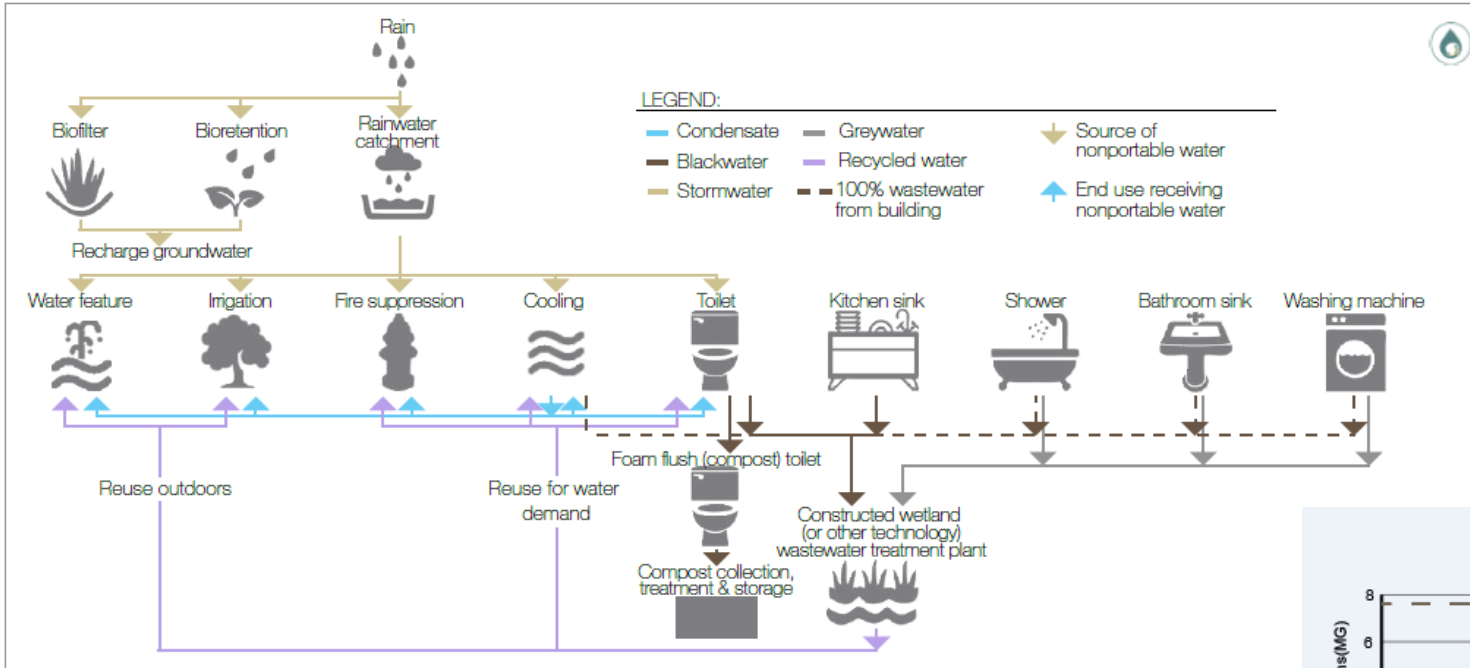 Rain
LEGEND:
Biofilter
Bioretention
Rainwater
catchment
Condensate
Greywater
Source of
nonportable water
Blackwater
Recycled water
Stormwater
100% wastewater
from building
End use receiving
nonportable water
Recharge groundwater
Water feature
Irrigation
Fire suppression
Cooling
Toilet
Kitchen sink
Shower
Bathroom sink
Washing machine
Foam flush (compost) toilet
Reuse outdoors
Reuse for water
demand
Constructed wetland
(or other technology)
wastewater treatment plant
Compost collection,
treatment & storage
8
6
(MG)